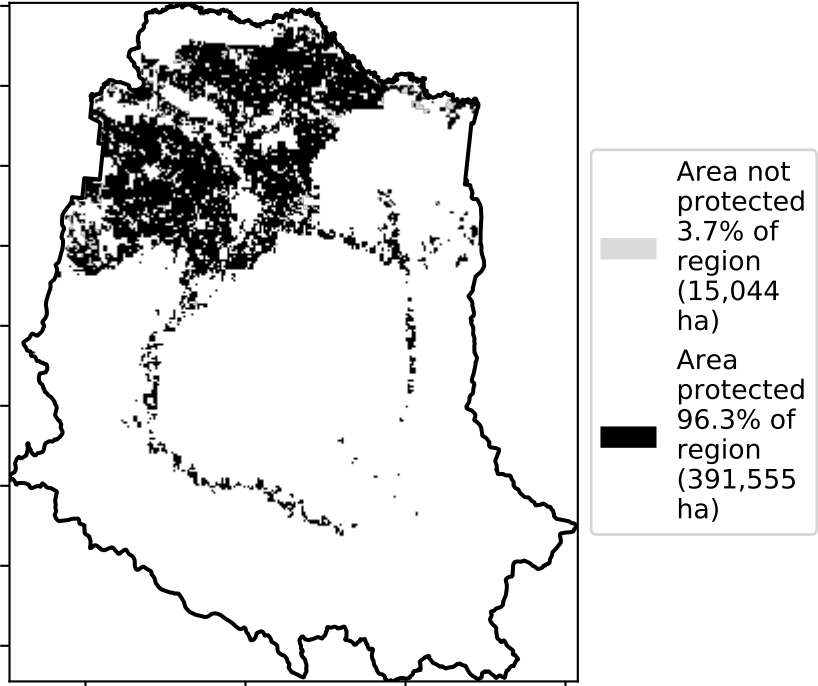 Area not
protected
3.7% of
region
(15,044
ha)
Area
protected
96.3% of
region
(391,555
ha)